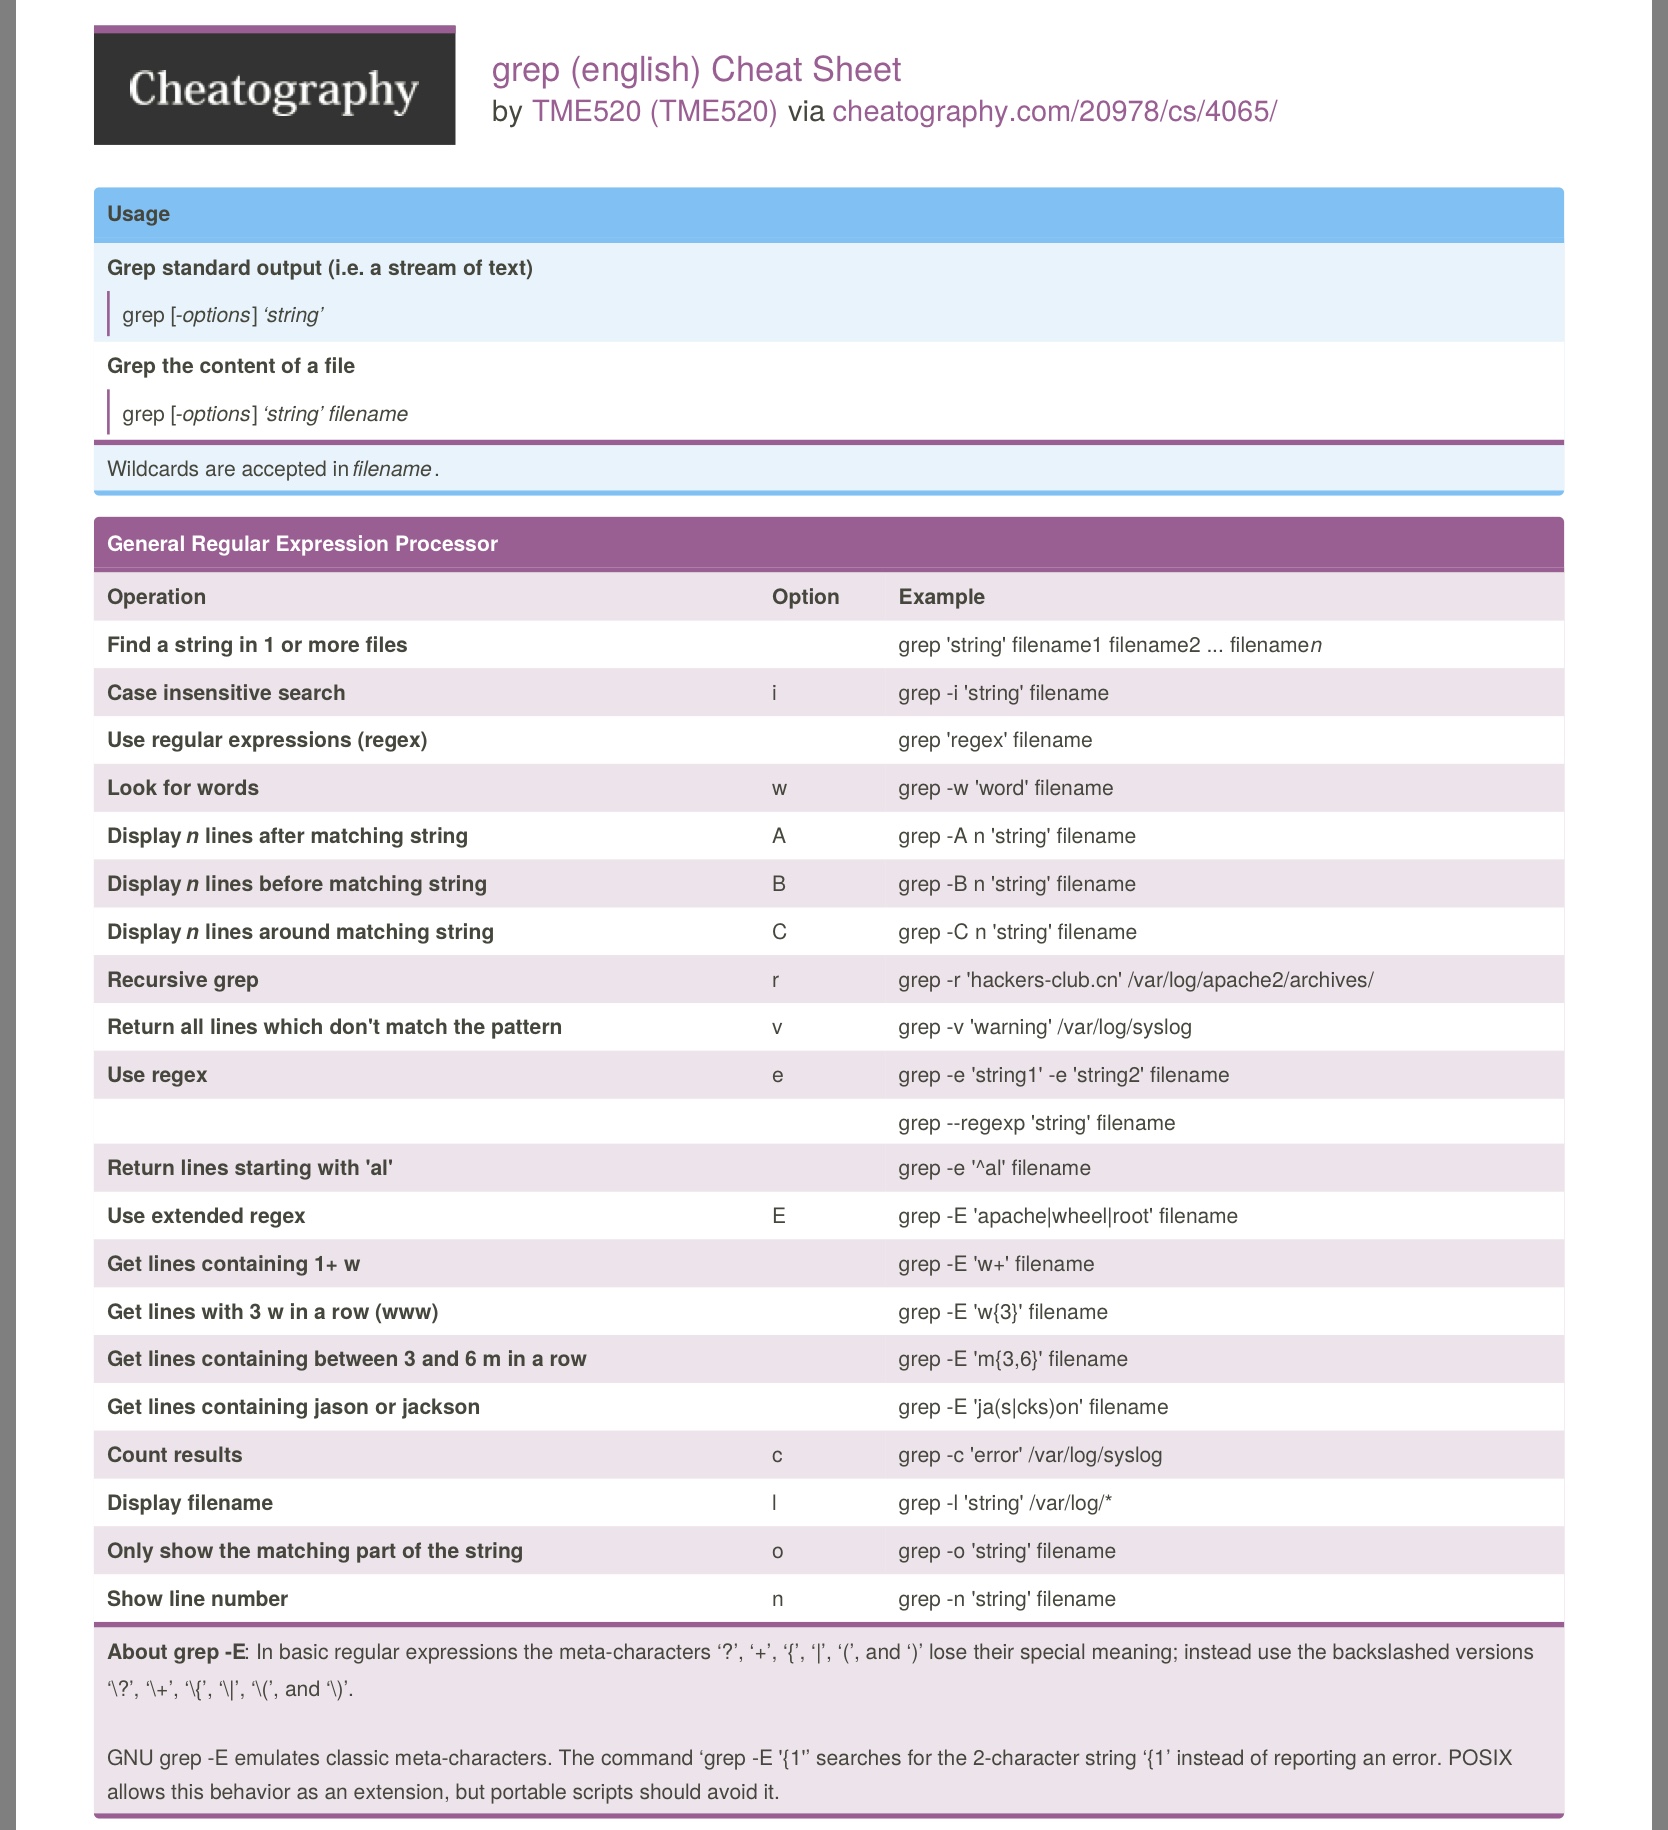 Cheatography
grep (english) Cheat Sheet
by TME520 (TME520) via cheatography.com/20978/cs/4065/
Usage
Grep standard output (i.e. a stream of text)
grep [-options] ‘string’
Grep the content of a file
grep [-options] ‘string’ filename
Wildcards are accepted in filename.
General Regular Expression Processor
Operation Option Example
Find a string in 1 or more files grep 'string' filename1 filename2 ... filenamen
Case insensitive search i grep -i 'string' filename
Use regular expressions (regex) grep 'regex' filename
Look for words w grep -w 'word' filename
Display n lines after matching string A grep -A n 'string' filename
Display n lines before matching string B grep -B n 'string' filename
Display n lines around matching string C grep -C n 'string' filename
Recursive grep r grep -r 'hackers-club.cn' /var/log/apache2/archives/
Return all lines which don't match the pattern v grep -v 'warning' /var/log/syslog
Use regex e grep -e 'string1' -e 'string2' filename
grep --regexp 'string' filename
Return lines starting with 'al' grep -e '^al' filename
Use extended regex E grep -E 'apache|wheel|root' filename
Get lines containing 1+ w grep -E 'w+' filename
Get lines with 3 w in a row (www) grep -E 'w{3}' filename
Get lines containing between 3 and 6 m in a row grep -E 'm{3,6}' filename
Get lines containing jason or jackson grep -E 'ja(s|cks)on' filename
Count results c grep -c 'error' /var/log/syslog
Display filename l grep -l 'string' /var/log/*
Only show the matching part of the string o grep -o 'string' filename
Show line number n grep -n 'string' filename
About grep -E: In basic regular expressions the meta-characters ‘?’, ‘+’, ‘{’, ‘|’, ‘(’, and ‘)’ lose their special meaning; instead use the backslashed versions
‘\?’, ‘\+’, ‘\{’, ‘\|’, ‘\(’, and ‘\)’.
GNU grep -E emulates classic meta-characters. The command ‘grep -E '{1'’ searches for the 2-character string ‘{1’ instead of reporting an error. POSIX
allows this behavior as an extension, but portable scripts should avoid it.